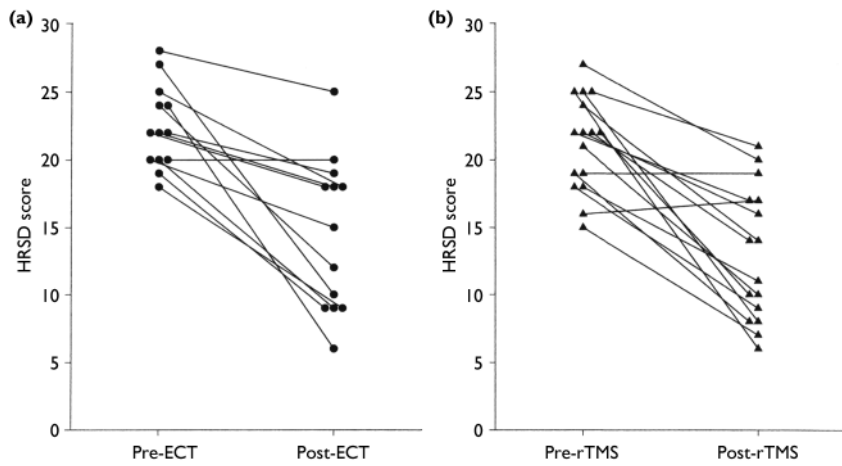 (a)
30
25
20
15
10
5
0
HRSD score
Pre-ECT
Post-ECT
(b)
30
25
20
15
10
5
0
HRSD score
Pre-rTMS
Post-rTMS